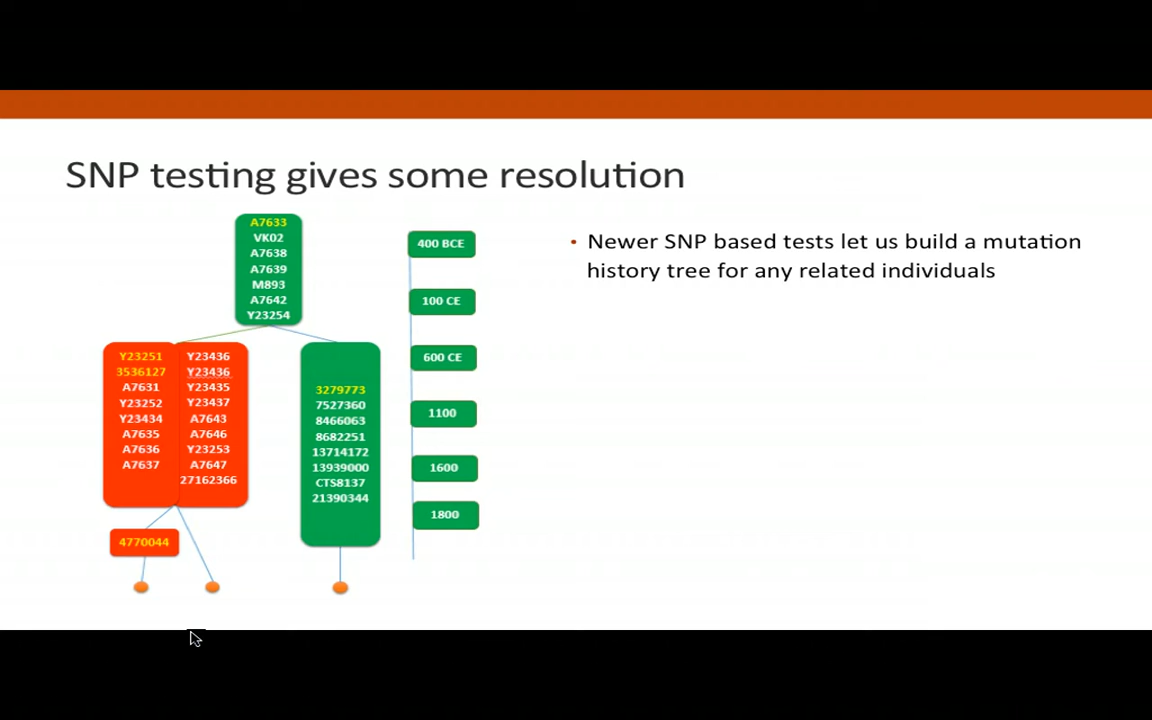 SNP testing gives some resolution
A7633
VK02
A7638
A7639
M893
A7642
Y23254
Y23251
3536127
A7631
Y23252
Y23434
A7635
A7636
A7637
Y23436
Y23436
Y23435
Y23437
A7643
A7646
Y23253
A7647
27162366
4770044
3279773
7527360
8466063
8682251
13714172
13939000
CTS8137
21390344
400 BCE
100 CE
600 CE
1100
1600
1800
• Newer SNP based tests let us build a mutation
history tree for any related individuals